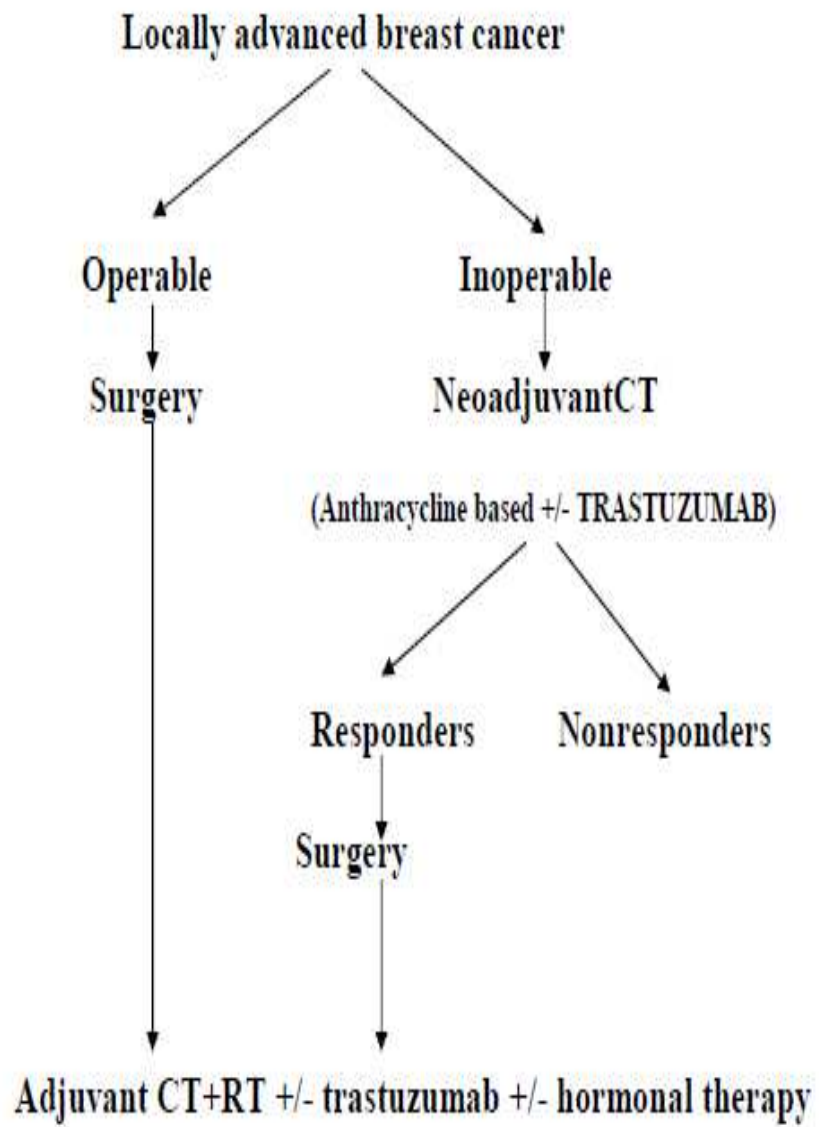 Locally advanced breast cancer
Operable Inoperable
Surgery NeoadjuvantCT
(Anthracycline based +/- TRASTUZUMAB)
Responders Nonresponders
Surgery
Adjuvant CT+RT +/- trastuzumab +/- hormonal therapy